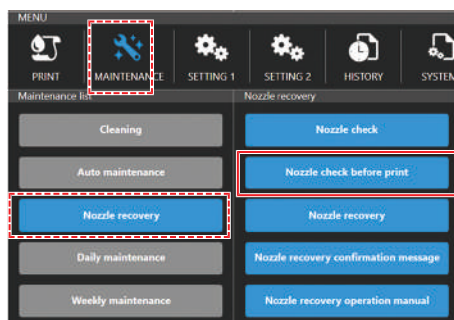 MENU
PRINT
MAINTENANCE
SETTING 1
SETTING 2
HISTORY
SYSTEM
Maintenance list
Nozzle recovery
Cleaning
Nozzle check
Auto maintenance
Nozzle check before print
Nozzle recovery
Nozzle recovery
Daily maintenance
Nozzle recovery confirmation message
Weekly maintenance
Nozzle recovery operation manual